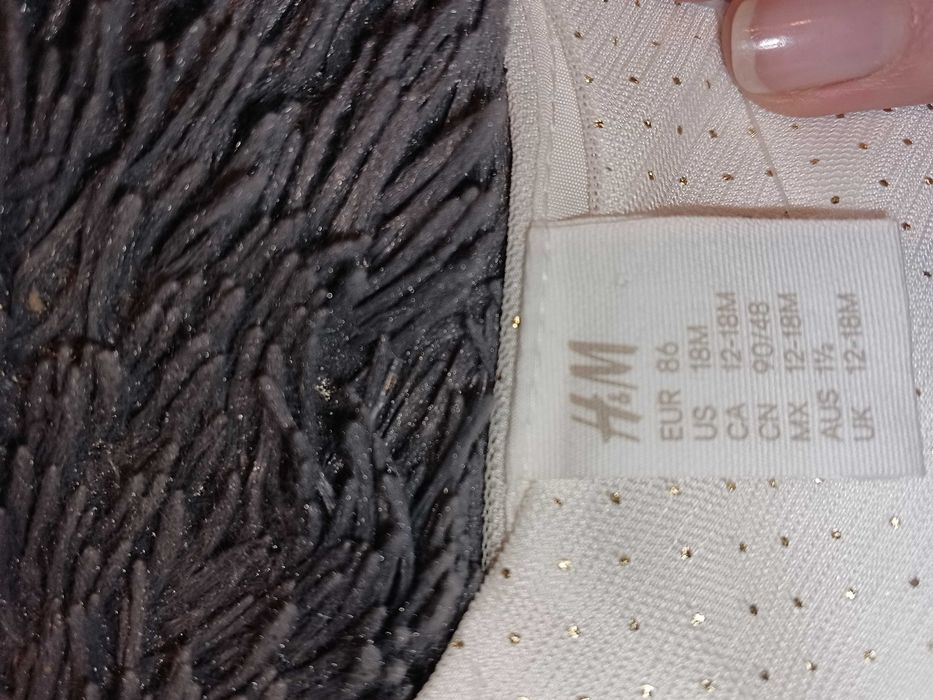 H&M
EUR 86
US 18M
CA 12-18M
CN 90/48
MX 12-18M
AUS 1½
UK 12-18M